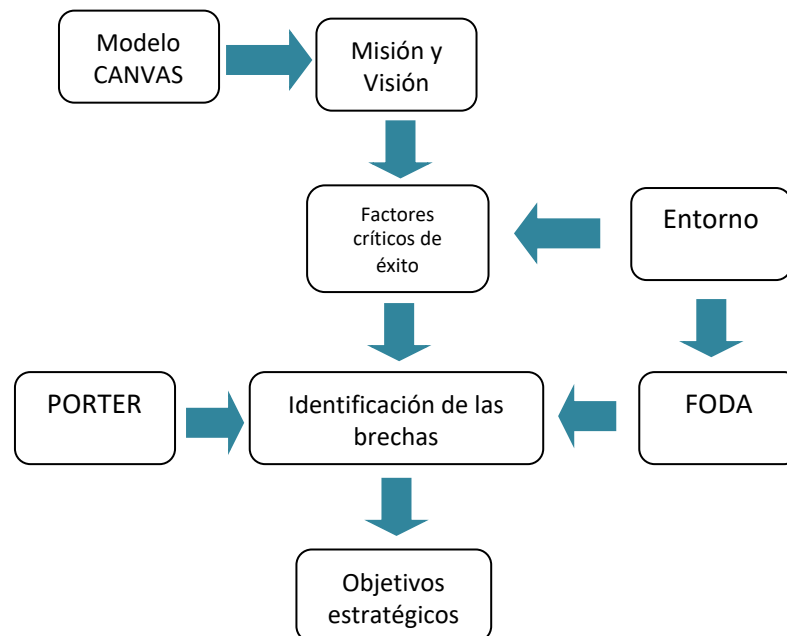 Modelo
CANVAS
Misión y
Visión
Factores
críticos de
éxito
Entorno
PORTER
Identificación de las
brechas
FODA
Objetivos
estratégicos